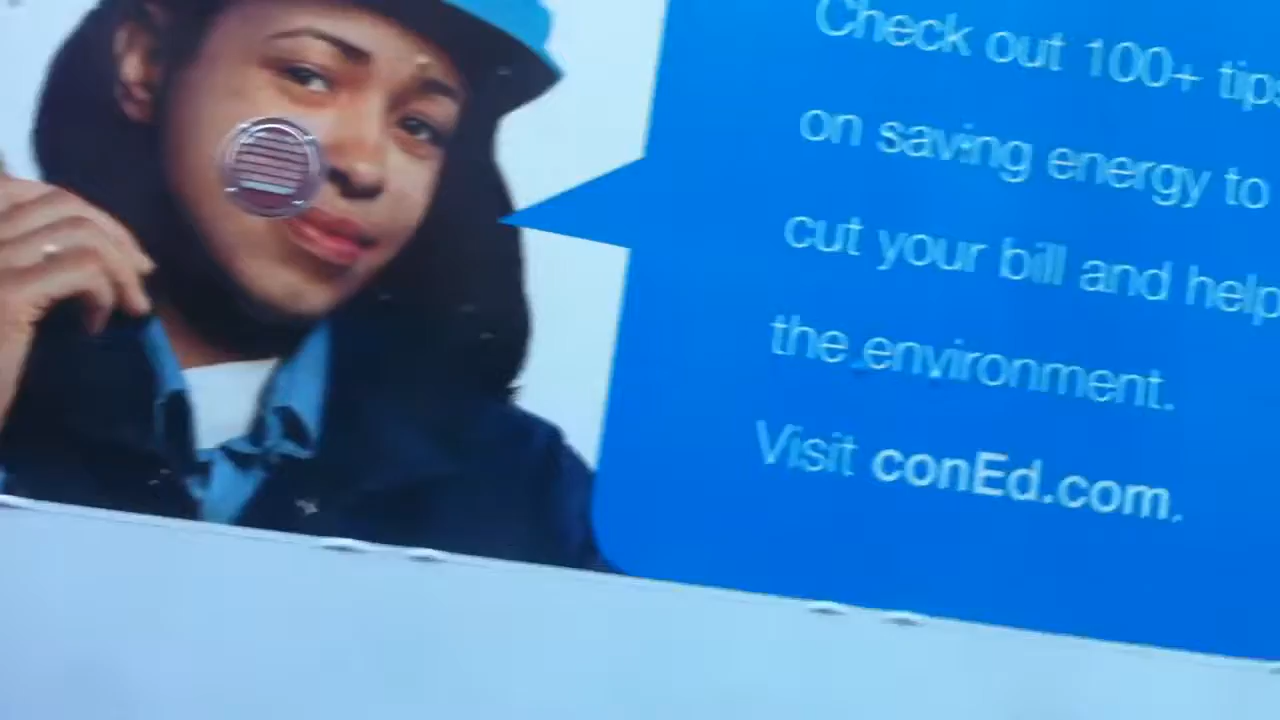 Check out 100+ tips
on saving energy to
cut your bill and help
the environment.
Visit conEd.com.